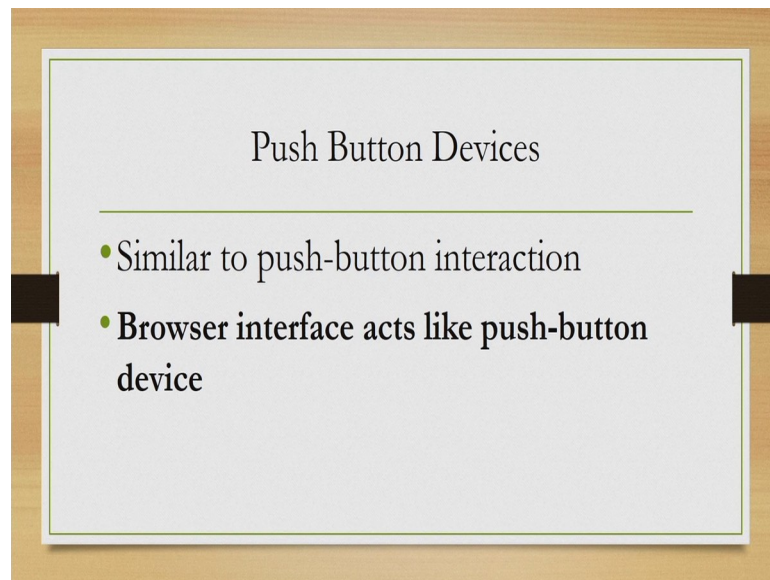 Push Button Devices
•Similar to push-button interaction
•Browser interface acts like push-button
device